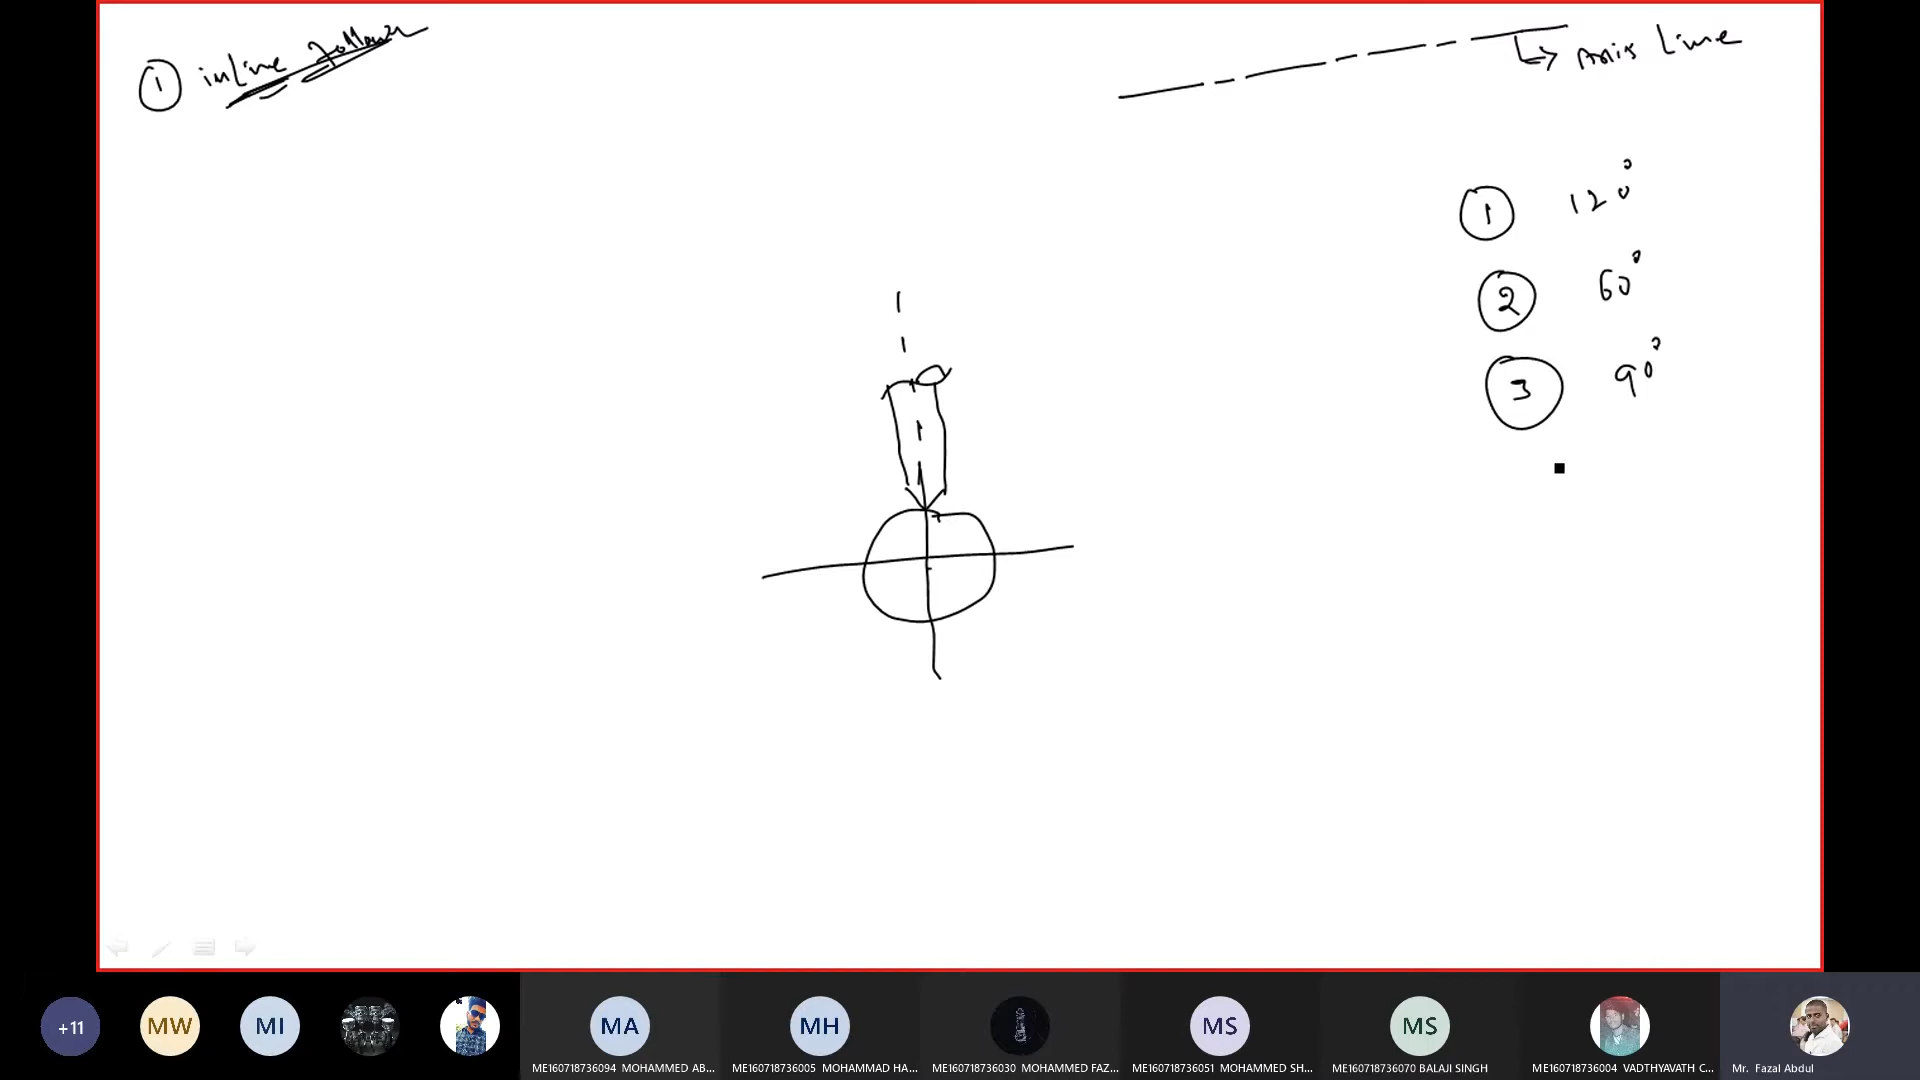 ① inline follower
↳ Axis Line
① 120°
② 60°
③ 90°
+11
MW
MI
MA
MH
MS
MS
ME160718736094 MOHAMMED AB...
ME160718736005 MOHAMMAD HA...
ME160718736030 MOHAMMED FAZ...
ME160718736051 MOHAMMED SH...
ME160718736070 BALAJI SINGH
ME160718736004 VADTHYAVATH C...
Mr. Fazal Abdul